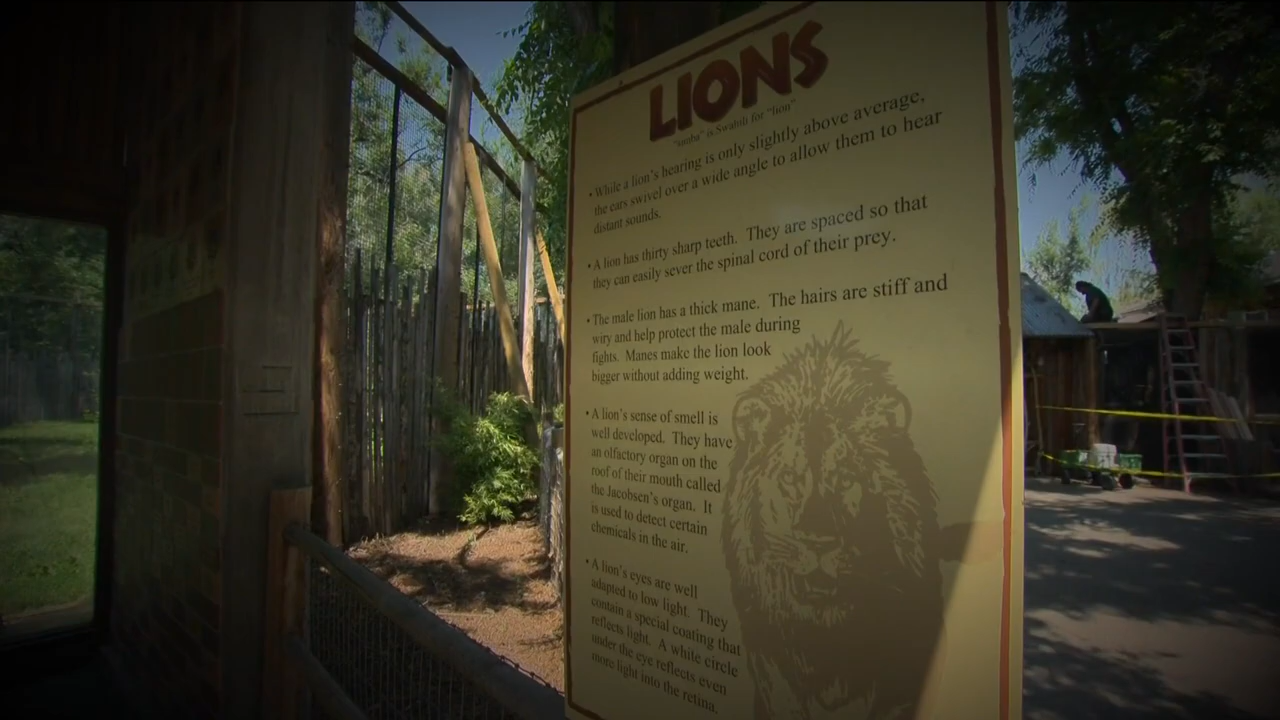 LIONS
"simba" is Swahili for "lion"
• While a lion's hearing is only slightly above average,
the ears swivel over a wide angle to allow them to hear
distant sounds.
• A lion has thirty sharp teeth. They are spaced so that
they can easily sever the spinal cord of their prey.
• The male lion has a thick mane. The hairs are stiff and
wiry and help protect the male during
fights. Manes make the lion look
bigger without adding weight.
• A lion's sense of smell is
well developed. They have
an olfactory organ on the
roof of their mouth called
the Jacobsen's organ. It
is used to detect certain
chemicals in the air.
• A lion's eyes are well
adapted to low light. They
contain a special coating that
reflects light. A white circle
under the eye reflects even
more light into the retina.